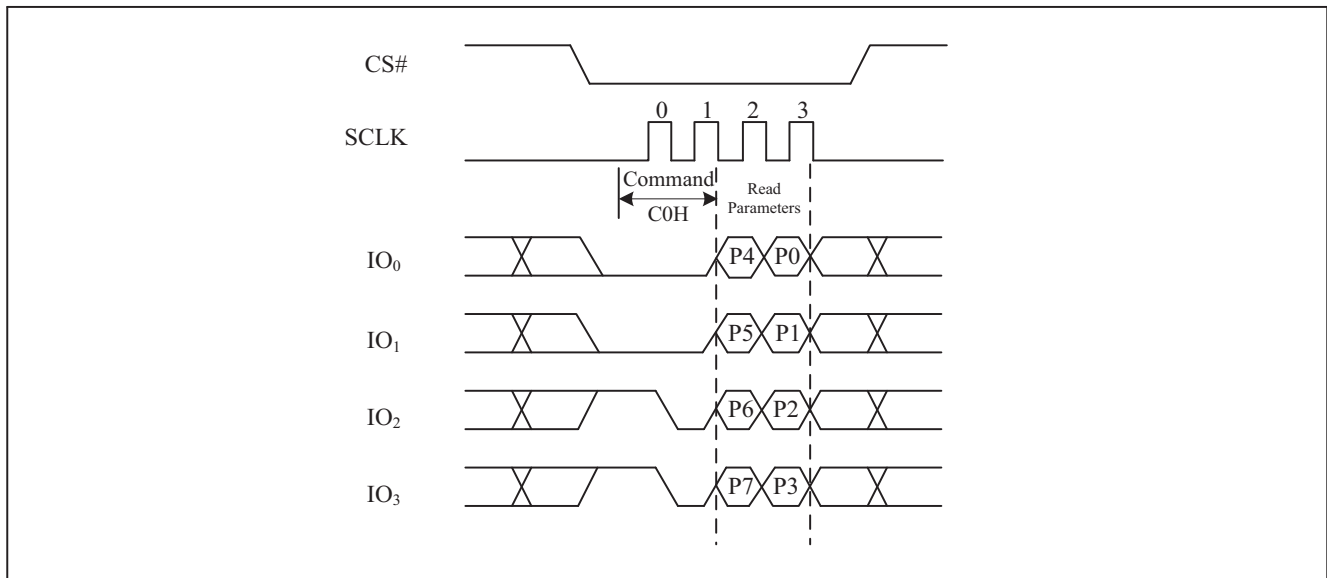 CS#
0 1 2 3
SCLK
Command
C0H
Read
Parameters
IO₀
P4 P0
IO₁
P5 P1
IO₂
P6 P2
IO₃
P7 P3